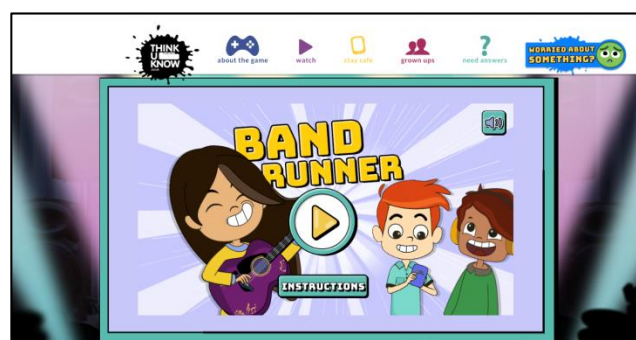 THINK
U
KNOW
about the game
watch
stay safe
grown ups
need answers
WORRIED ABOUT
SOMETHING?
BAND
RUNNER
INSTRUCTIONS